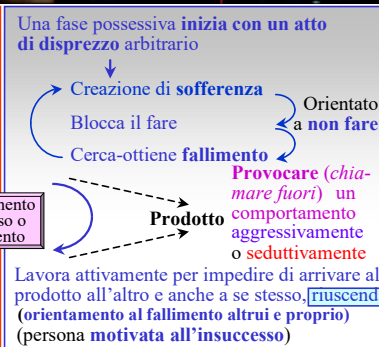 Una fase possessiva inizia con un atto
di disprezzo arbitrario
Creazione di sofferenza
Orientato
Blocca il fare
a non fare
Cerca-ottiene fallimento
Provocare (chia-
mare fuori) un
comportamento
aggressivamente
o seduttivamente
Prodotto
Lavora attivamente per impedire di arrivare al
prodotto all'altro e anche a se stesso,
(orientamento al fallimento altrui e proprio)
(persona motivata all'insuccesso)